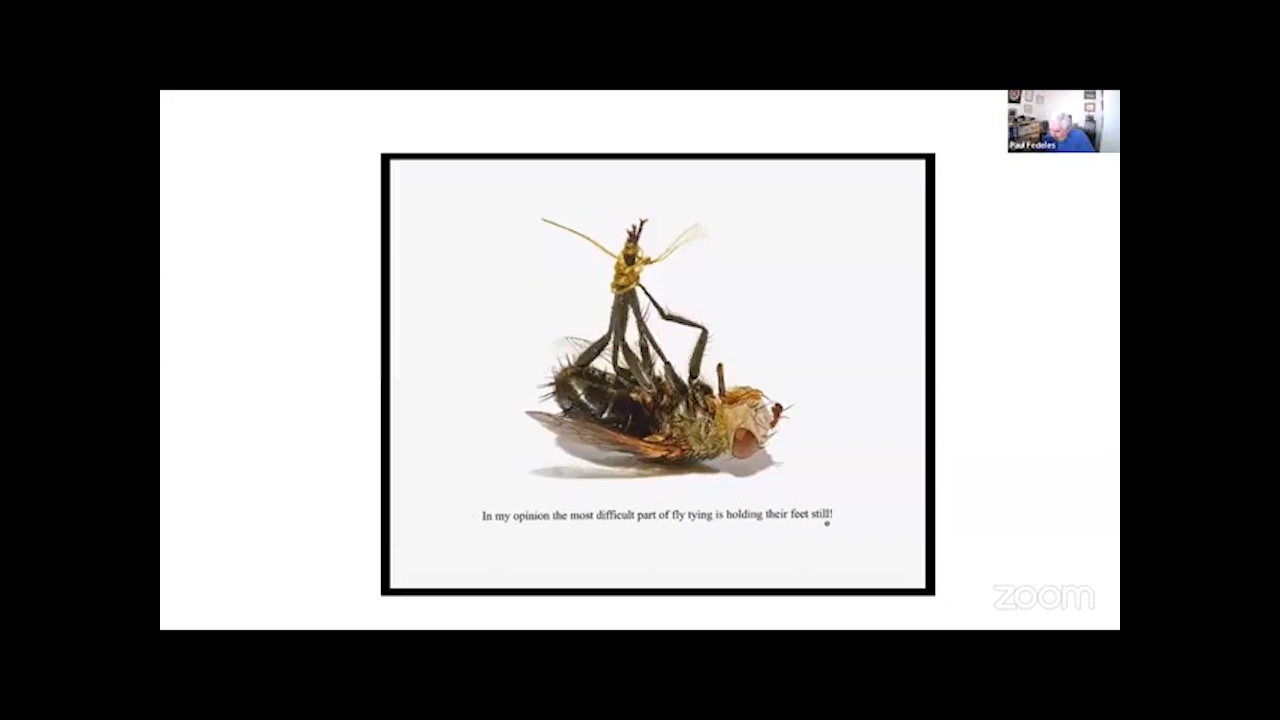 Paul Fedeles
In my opinion the most difficult part of fly tying is holding their feet still!
zoom